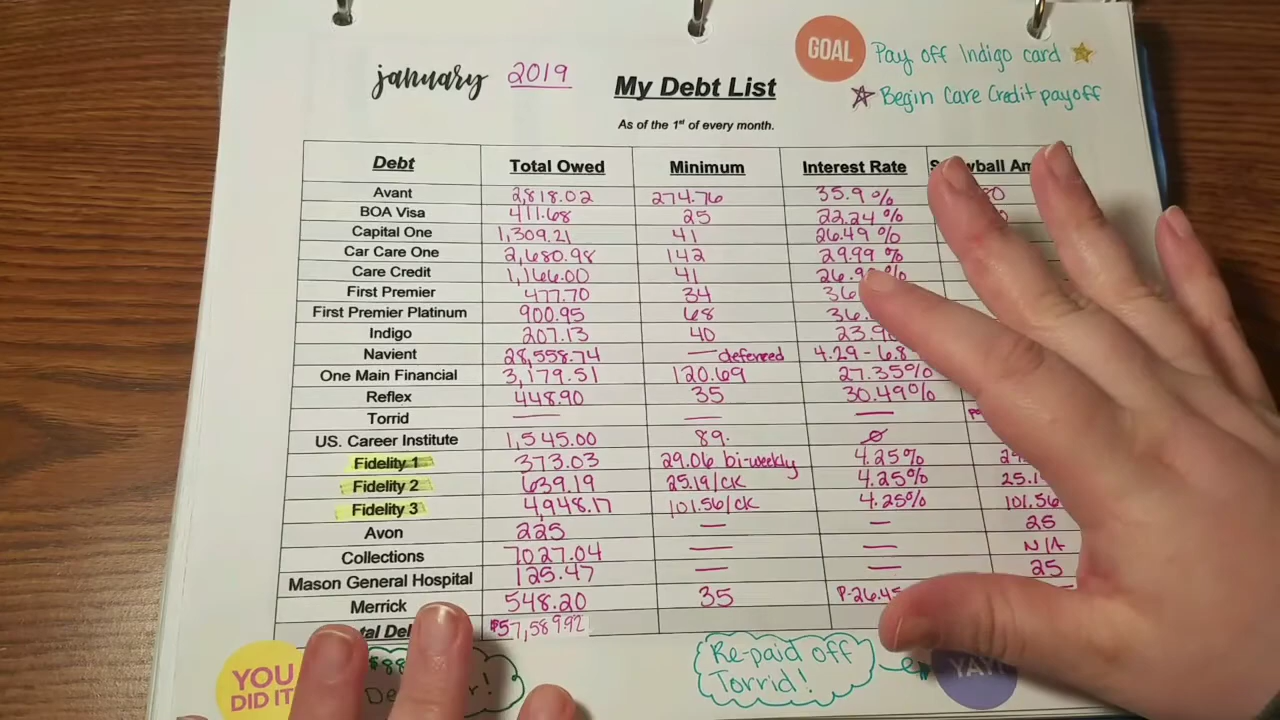 GOAL Pay off Indigo card
january 2019 My Debt List Begin Care Credit payoff
As of the 1st of every month.
Debt Total Owed Minimum Interest Rate
Avant 2,818.02 274.76 35.9%
BOA Visa 411.68 25 22.24%
Capital One 1,309.21 41 26.49%
Car Care One 2,680.98 142 29.99%
Care Credit 1,166.00 41
First Premier 477.70 34
First Premier Platinum 900.95 68
Indigo 207.13 40
Navient 28,558.74 — deferred
One Main Financial 3,179.51 120.69 27.35%
Reflex 448.90 35 30.49%
Torrid — — —
US. Career Institute 1,545.00 89. ∅
Fidelity 1 373.03 29.06 bi-weekly 4.25%
Fidelity 2 639.19 25.19/CK 4.25%
Fidelity 3 4,948.17 101.56/CK 4.25% 101.56
Avon 225 — — 25
Collections 7027.04 — — N/A
Mason General Hospital 125.47 — — 25
Merrick 548.20 35
$57,589.92
YOU DID IT
Re-paid off Torrid!
YAY!